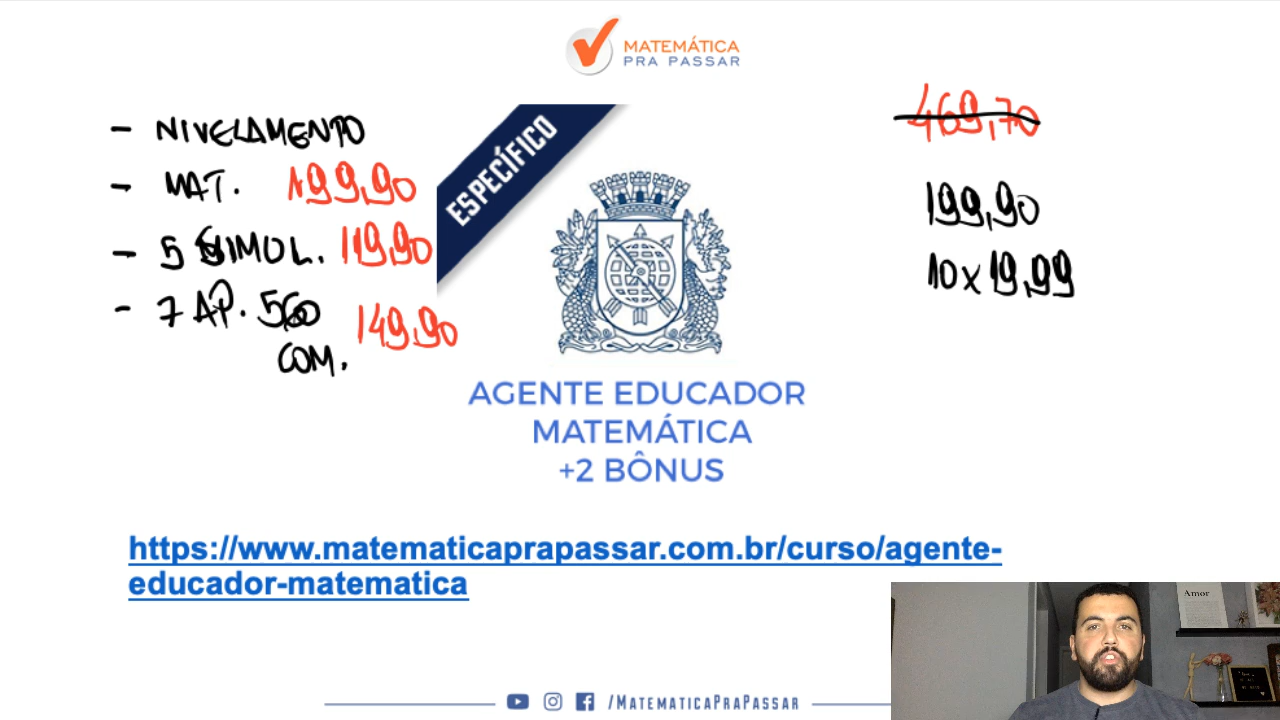 MATEMÁTICA
PRA PASSAR
- NIVELAMENTO
- MAT. 199,90
- 5 SIMUL. 119,90
- 7 AP. 560
COM. 149,90
ESPECÍFICO
469,70
199,90
10x19,99
AGENTE EDUCADOR
MATEMÁTICA
+2 BÔNUS
https://www.matematicaprapassar.com.br/curso/agente-
educador-matematica
Amor
/MATEMATICAPRAPASSAR